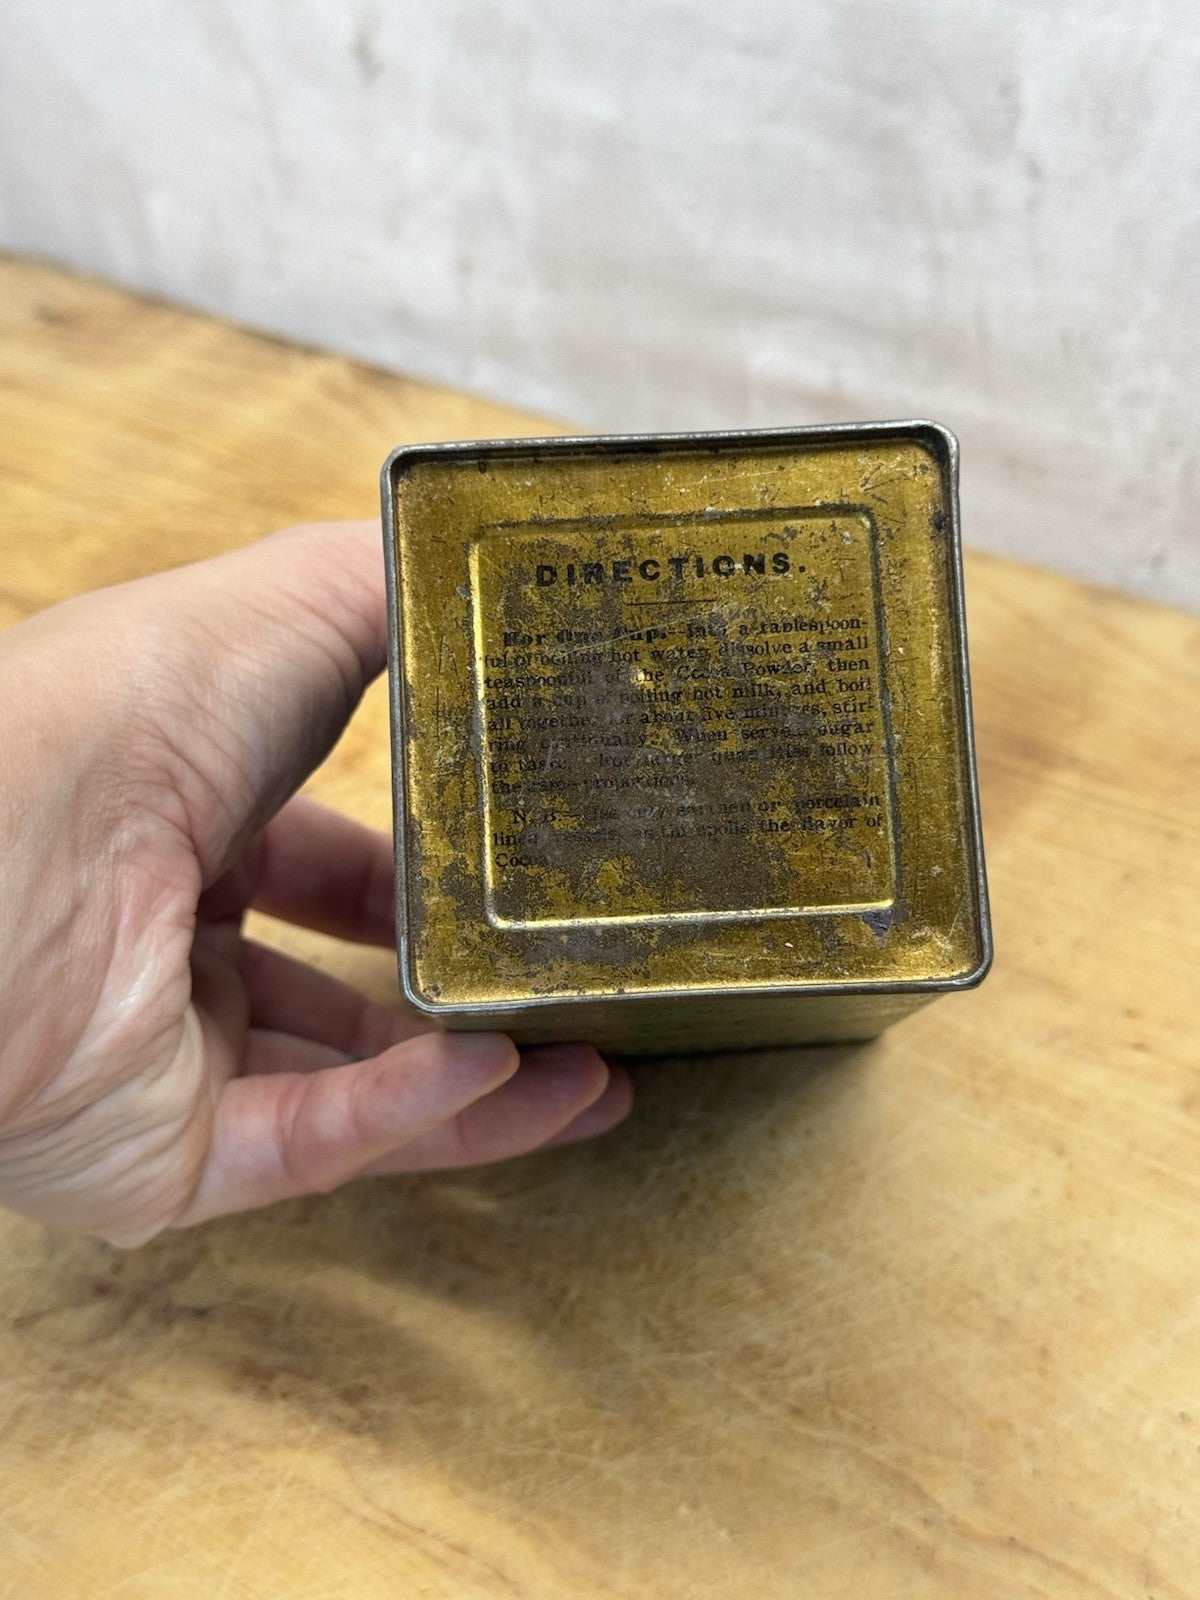 DIRECTIONS.
For One Cup.—Into a tablespoon-
ful of boiling hot water, dissolve a small
teaspoonful of the Cocoa Powder, then
add a cup of boiling hot milk, and boil
all together for about five minutes, stir-
ring continually. When served sugar
to taste. For larger quantities follow
the same proportions.
N. B.—Use only earthen or porcelain
lined as tin spoils the flavor of
Cocoa